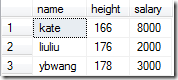 name height salary
1 kate 166 8000
2 liuliu 176 2000
3 ybwang 178 3000